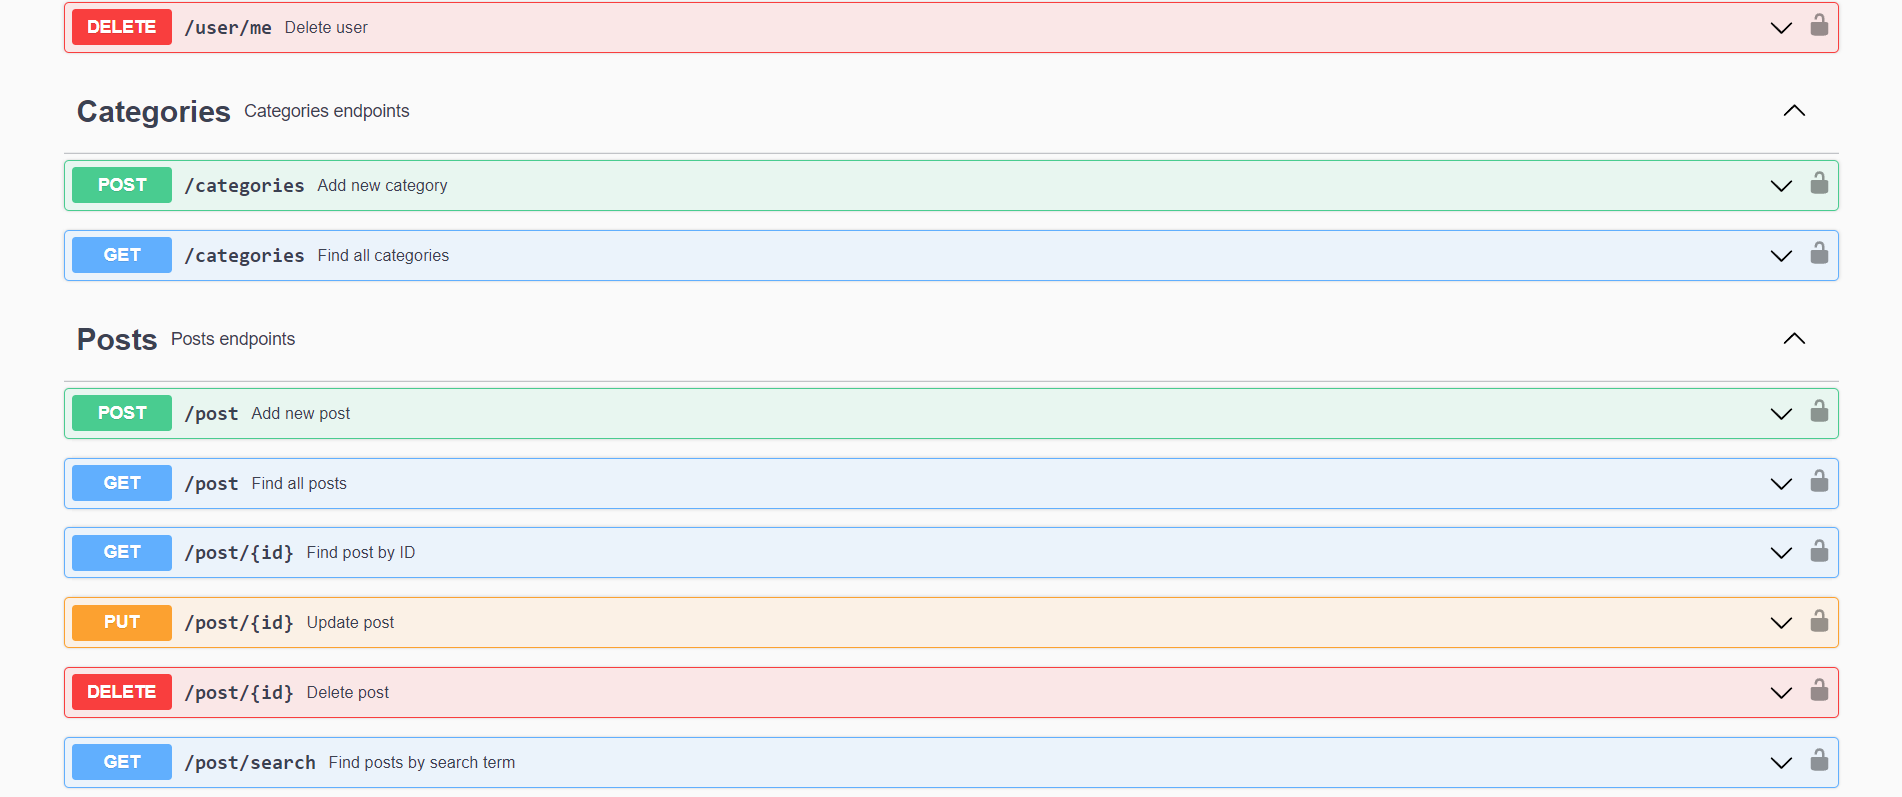 DELETE /user/me Delete user
Categories Categories endpoints
POST /categories Add new category
GET /categories Find all categories
Posts Posts endpoints
POST /post Add new post
GET /post Find all posts
GET /post/{id} Find post by ID
PUT /post/{id} Update post
DELETE /post/{id} Delete post
GET /post/search Find posts by search term